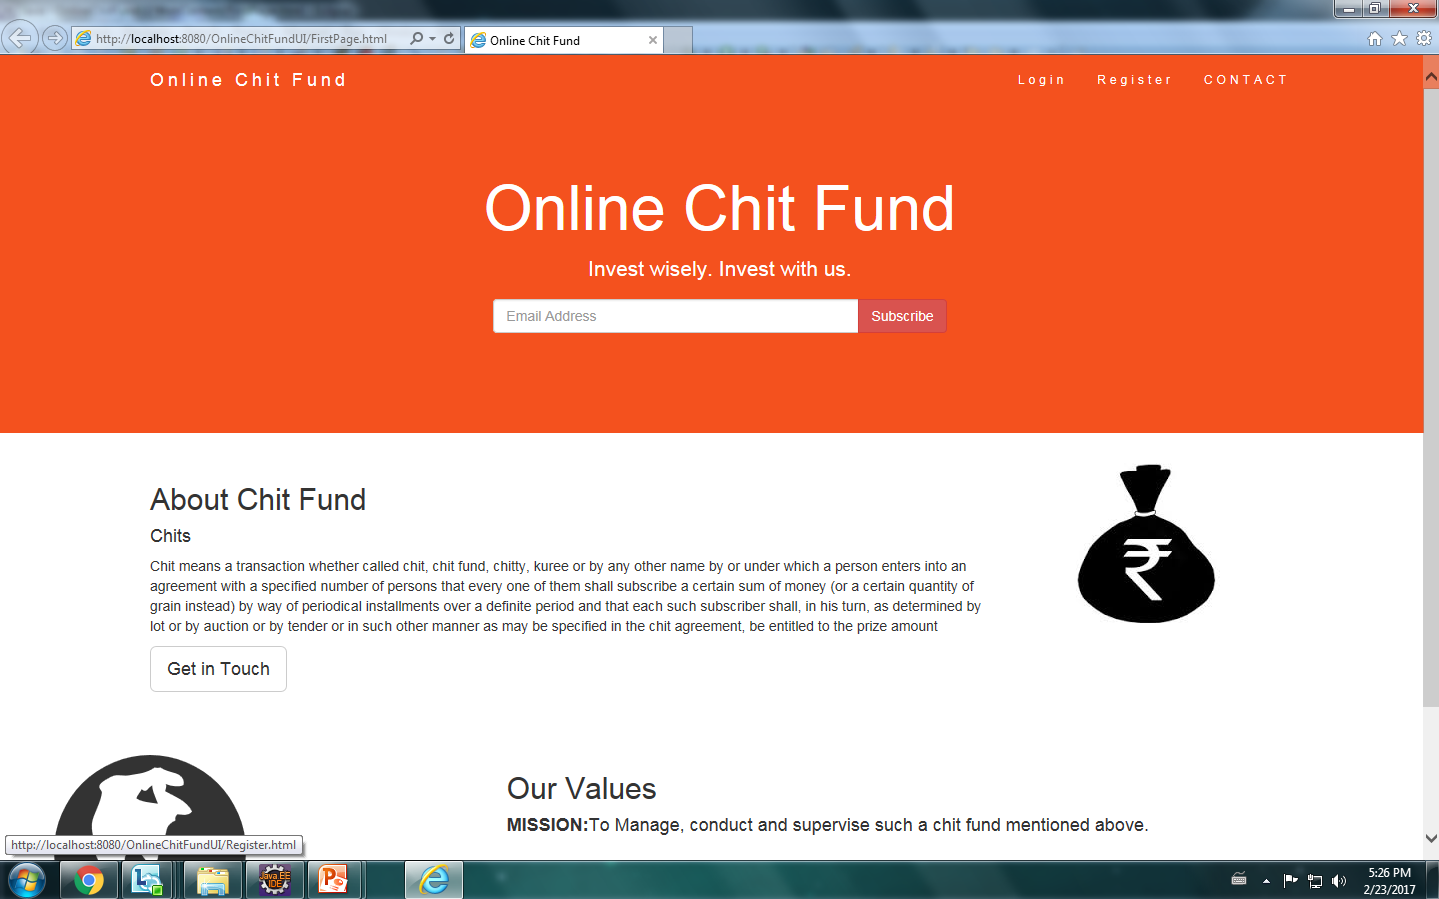 http://localhost:8080/OnlineChitFundUI/FirstPage.html
Online Chit Fund
Online Chit Fund
Login
Register
CONTACT
Online Chit Fund
Invest wisely. Invest with us.
Email Address
Subscribe
About Chit Fund
Chits
Chit means a transaction whether called chit, chit fund, chitty, kuree or by any other name by or under which a person enters into an
agreement with a specified number of persons that every one of them shall subscribe a certain sum of money (or a certain quantity of
grain instead) by way of periodical installments over a definite period and that each such subscriber shall, in his turn, as determined by
lot or by auction or by tender or in such other manner as may be specified in the chit agreement, be entitled to the prize amount
Get in Touch
₹
Our Values
MISSION:To Manage, conduct and supervise such a chit fund mentioned above.
http://localhost:8080/OnlineChitFundUI/Register.html
Java EE
IDE
5:26 PM
2/23/2017